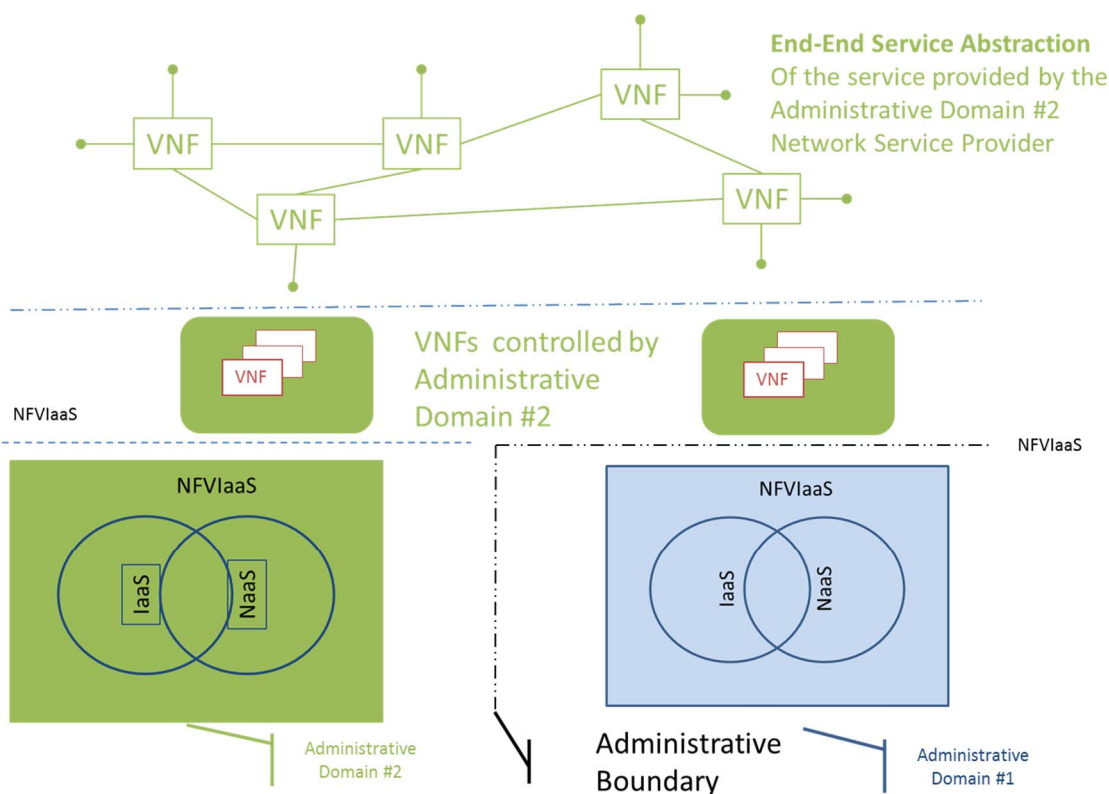 End-End Service Abstraction
Of the service provided by the
Administrative Domain #2
Network Service Provider
VNF
VNF
VNF
VNF
VNF
VNFs controlled by
Administrative
Domain #2
VNF
VNF
NFVIaaS
NFVIaaS
NFVIaaS
IaaS
NaaS
NFVIaaS
IaaS
NaaS
Administrative
Domain #2
Administrative
Boundary
Administrative
Domain #1